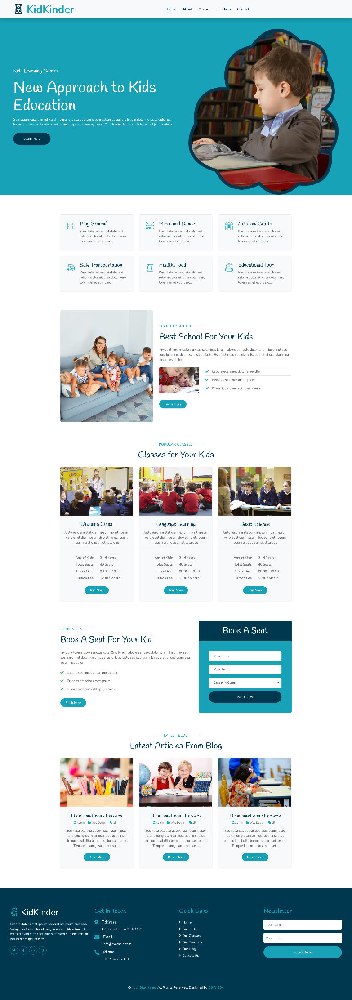 KidKinder
Home About Classes Teachers Contact
Kids Learning Center
New Approach to Kids
Education
Sea ipsum kasd eirmod kasd magna, est sea et diam ipsum est amet sed sit. Ipsum dolor no justo dolor et,
lorem ut dolor erat dolore sed ipsum at ipsum nonumy amet. Clita lorem dolore sed stet et est justo dolore.
Learn More
Play Ground
Kasd labore kasd et dolor est
rebum dolor ut, clita dolor vero
lorem amet elitr vero...
Music and Dance
Kasd labore kasd et dolor est
rebum dolor ut, clita dolor vero
lorem amet elitr vero...
Arts and Crafts
Kasd labore kasd et dolor est
rebum dolor ut, clita dolor vero
lorem amet elitr vero...
Safe Transportation
Kasd labore kasd et dolor est
rebum dolor ut, clita dolor vero
lorem amet elitr vero...
Healthy food
Kasd labore kasd et dolor est
rebum dolor ut, clita dolor vero
lorem amet elitr vero...
Educational Tour
Kasd labore kasd et dolor est
rebum dolor ut, clita dolor vero
lorem amet elitr vero...
LEARN ABOUT US
Best School For Your Kids
Invidunt lorem justo sanctus clita. Erat lorem labore ea, justo dolor lorem ipsum ut sed
eos, ipsum et dolor kasd sit ea justo. Erat justo sed sed diam. Ea et erat ut sed diam sea
ipsum est dolor
Labore eos amet dolor amet diam
Etsea et sit dolor amet ipsum
Diam dolor diam elitripsum vero.
Learn More
POPULAR CLASSES
Classes for Your Kids
Drawing Class
Justo ea diam stet diam ipsum no sit, ipsum
vero et et diam ipsum duo et no et, ipsum
ipsum erat duo amet clita duo
Age of Kids 3 - 6 Years
Total Seats 40 Seats
Class Time 08:00 - 10:00
Tution Fee $290 / Month
Join Now
Language Learning
Justo ea diam stet diam ipsum no sit, ipsum
vero et et diam ipsum duo et no et, ipsum
ipsum erat duo amet clita duo
Age of Kids 3 - 6 Years
Total Seats 40 Seats
Class Time 08:00 - 10:00
Tution Fee $290 / Month
Join Now
Basic Science
Justo ea diam stet diam ipsum no sit, ipsum
vero et et diam ipsum duo et no et, ipsum
ipsum erat duo amet clita duo
Age of Kids 3 - 6 Years
Total Seats 40 Seats
Class Time 08:00 - 10:00
Tution Fee $290 / Month
Join Now
BOOK A SEAT
Book A Seat For Your Kid
Invidunt lorem justo sanctus clita. Erat lorem labore ea, justo dolor lorem ipsum ut sed
eos, ipsum et dolor kasd sit ea justo. Erat justo sed sed diam. Ea et erat ut sed diam sea
ipsum est dolor
Labore eos amet dolor amet diam
Etsea et sit dolor amet ipsum
Diam dolor diam elitripsum vero.
Book Now
Book A Seat
Your Name
Your Email
Select A Class
Book Now
LATEST BLOG
Latest Articles From Blog
Diam amet eos at no eos
Admin Web Design 15
Sed kasd sea sed at elitr sed ipsum justo,
sit nonumy diam eirmod, duo et sed sit
eirmod kasd clita tempor dolor stet lorem.
Tempor ipsum justo amet stet...
Read More
Diam amet eos at no eos
Admin Web Design 15
Sed kasd sea sed at elitr sed ipsum justo,
sit nonumy diam eirmod, duo et sed sit
eirmod kasd clita tempor dolor stet lorem.
Tempor ipsum justo amet stet...
Read More
Diam amet eos at no eos
Admin Web Design 15
Sed kasd sea sed at elitr sed ipsum justo,
sit nonumy diam eirmod, duo et sed sit
eirmod kasd clita tempor dolor stet lorem.
Tempor ipsum justo amet stet...
Read More
KidKinder
Labore dolor amet ipsum ea, erat sit ipsum duo eos.
Volup amet ea dolor et magna dolor, elitr rebum duo
est sed diam elitr. Stet elitr stet diam duo eos rebum
ipsum diam ipsum elitr.
Get In Touch
Address
123 Street, New York, USA
Email
info@example.com
Phone
012 345 67890
Quick Links
Home
About Us
Our Classes
Our Teachers
Our Blog
Contact Us
Newsletter
Your Name
Your Email
Submit Now
© Your Site Name. All Rights Reserved. Designed by CSW 304